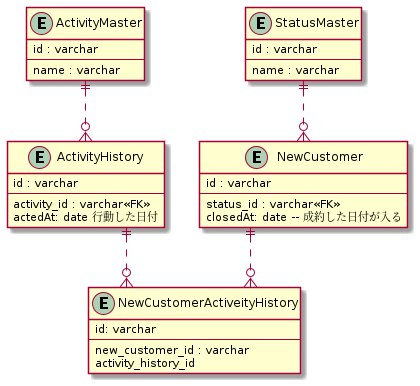 E ActivityMaster
id : varchar
name : varchar
E StatusMaster
id : varchar
name : varchar
E ActivityHistory
id : varchar
activity_id : varchar«FK»
actedAt: date 行動した日付
E NewCustomer
id : varchar
status_id : varchar«FK»
closedAt: date -- 成約した日付が入る
E NewCustomerActiveityHistory
id: varchar
new_customer_id : varchar
activity_history_id